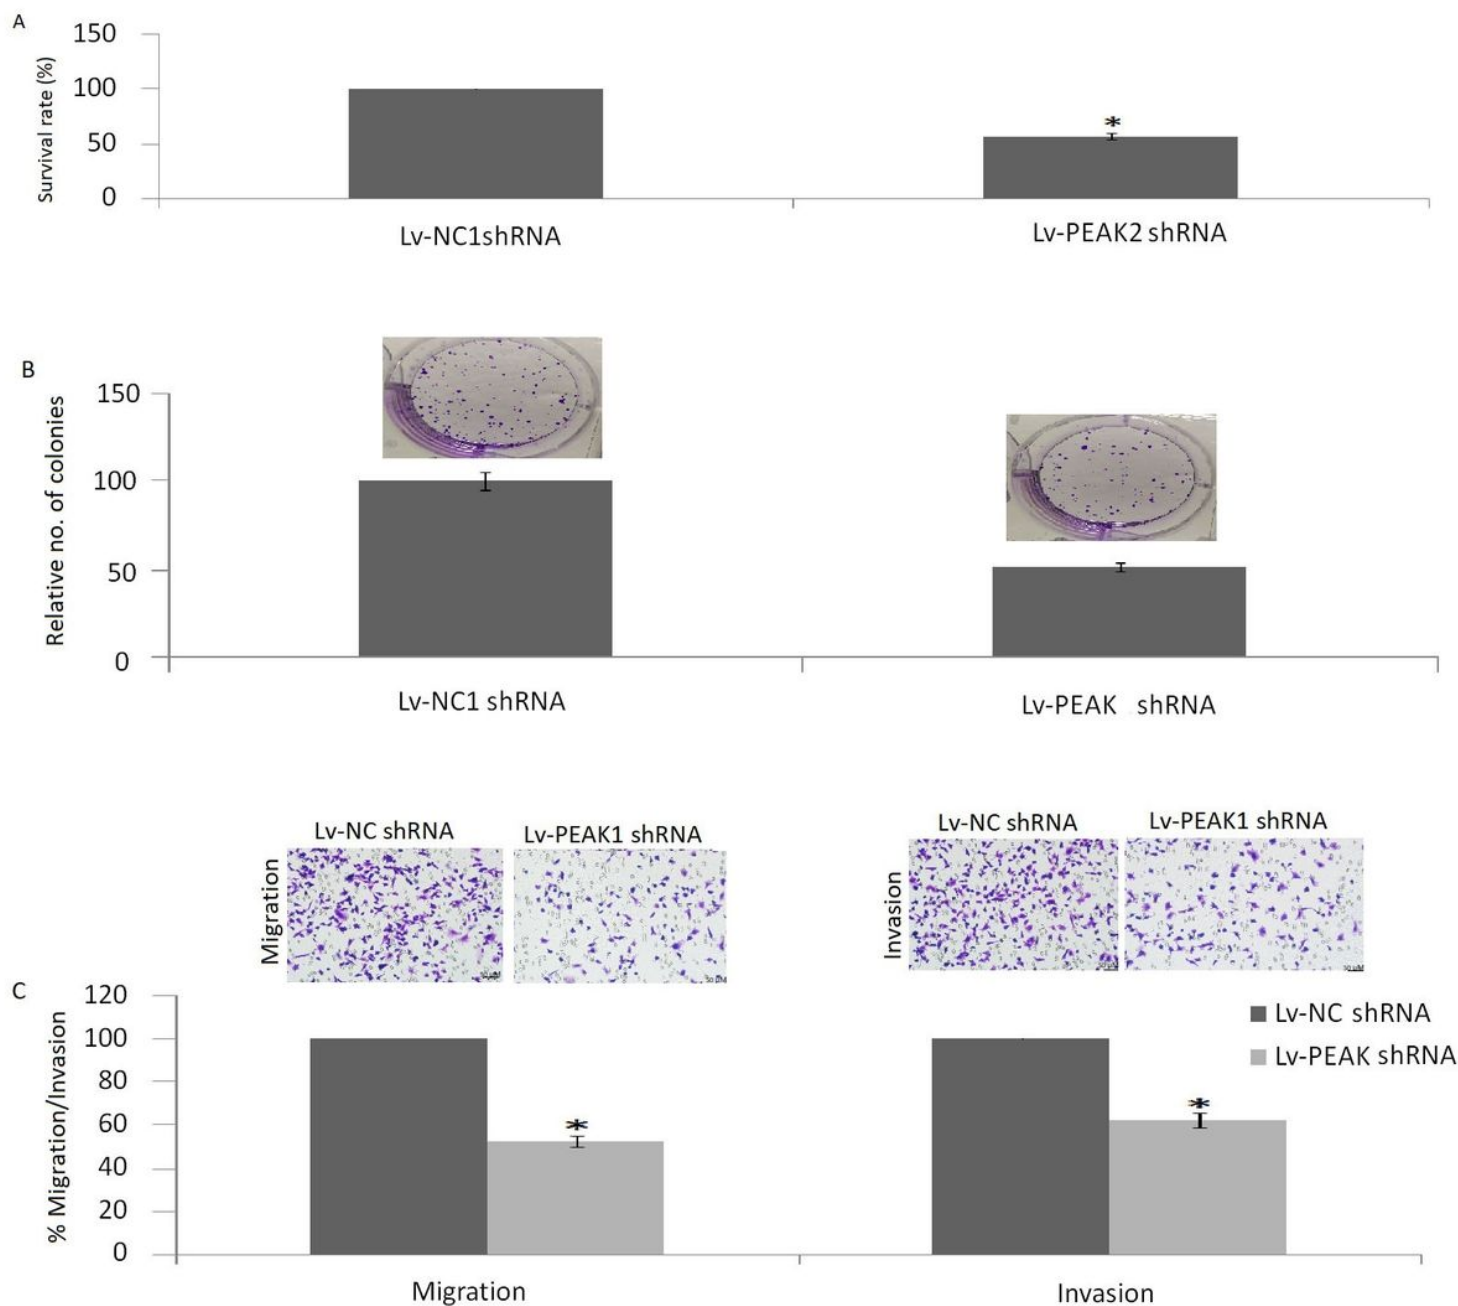 A
Survival rate (%)
150
100
50
0
*
Lv-NC1shRNA
Lv-PEAK2 shRNA
B
Relative no. of colonies
150
100
50
0
Lv-NC1 shRNA
Lv-PEAK shRNA
Migration
Lv-NC shRNA
Lv-PEAK1 shRNA
Invasion
Lv-NC shRNA
Lv-PEAK1 shRNA
C
% Migration/Invasion
120
100
80
60
40
20
0
*
*
Lv-NC shRNA
Lv-PEAK shRNA
Migration
Invasion